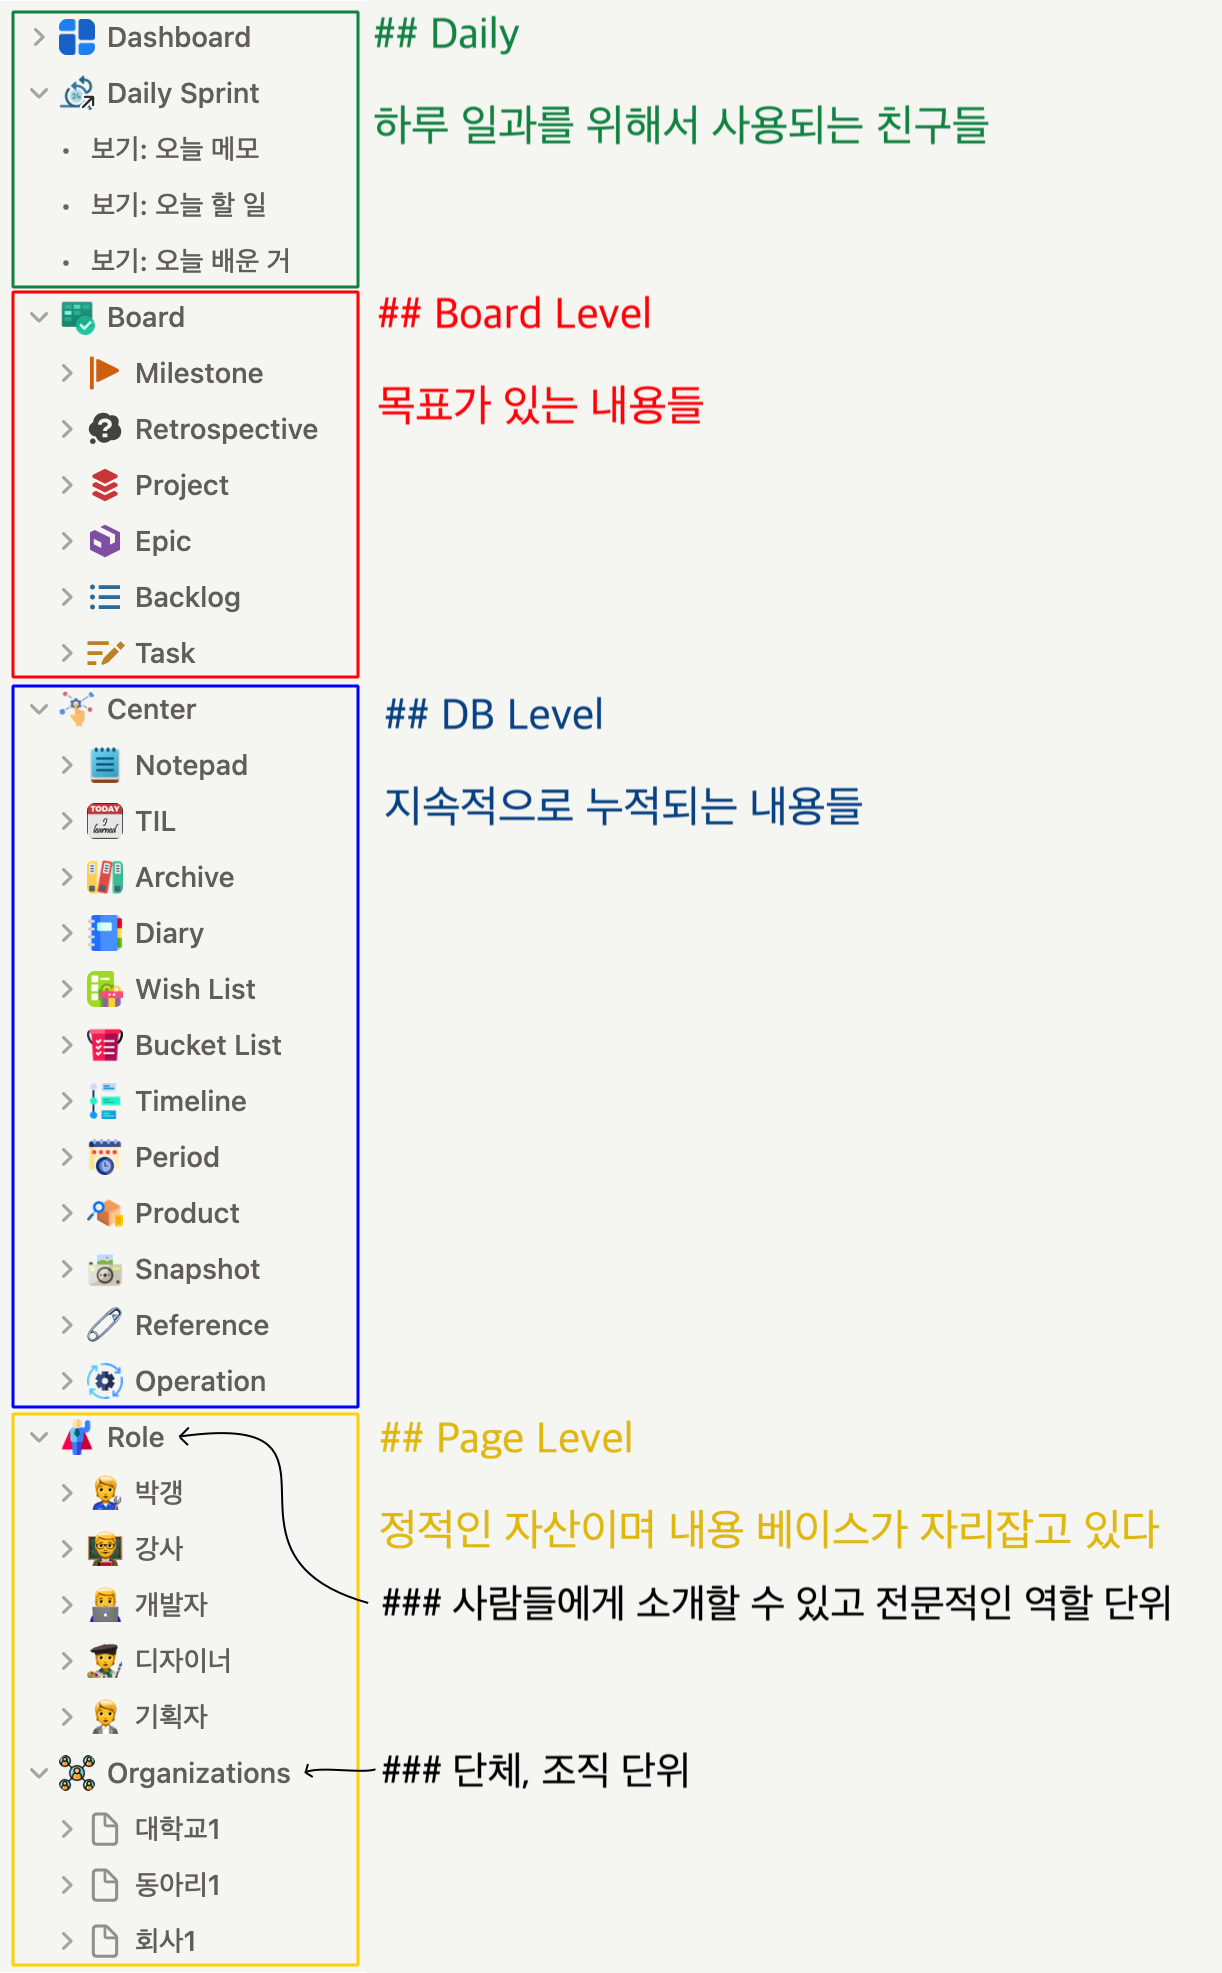 Dashboard
Daily Sprint
보기: 오늘 메모
보기: 오늘 할 일
보기: 오늘 배운 거
## Daily
하루 일과를 위해서 사용되는 친구들
Board
Milestone
Retrospective
Project
Epic
Backlog
Task
## Board Level
목표가 있는 내용들
Center
Notepad
TODAY
I
learned
TIL
Archive
Diary
Wish List
Bucket List
Timeline
Period
Product
Snapshot
Reference
Operation
## DB Level
지속적으로 누적되는 내용들
Role
박갱
강사
개발자
디자이너
기획자
Organizations
대학교1
동아리1
회사1
## Page Level
정적인 자산이며 내용 베이스가 자리잡고 있다
### 사람들에게 소개할 수 있고 전문적인 역할 단위
### 단체, 조직 단위